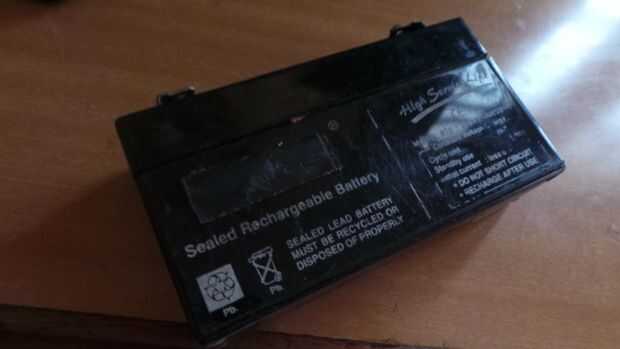 ®
Sealed Rechargeable Battery
SEALED LEAD BATTERY
MUST BE RECYCLED OR
DISPOSED OF PROPERLY
Pb.
Pb.
High
Cycle use
Standby use
current
• DO NOT SHORT CIRCUIT
• RECHARGE AFTER USE